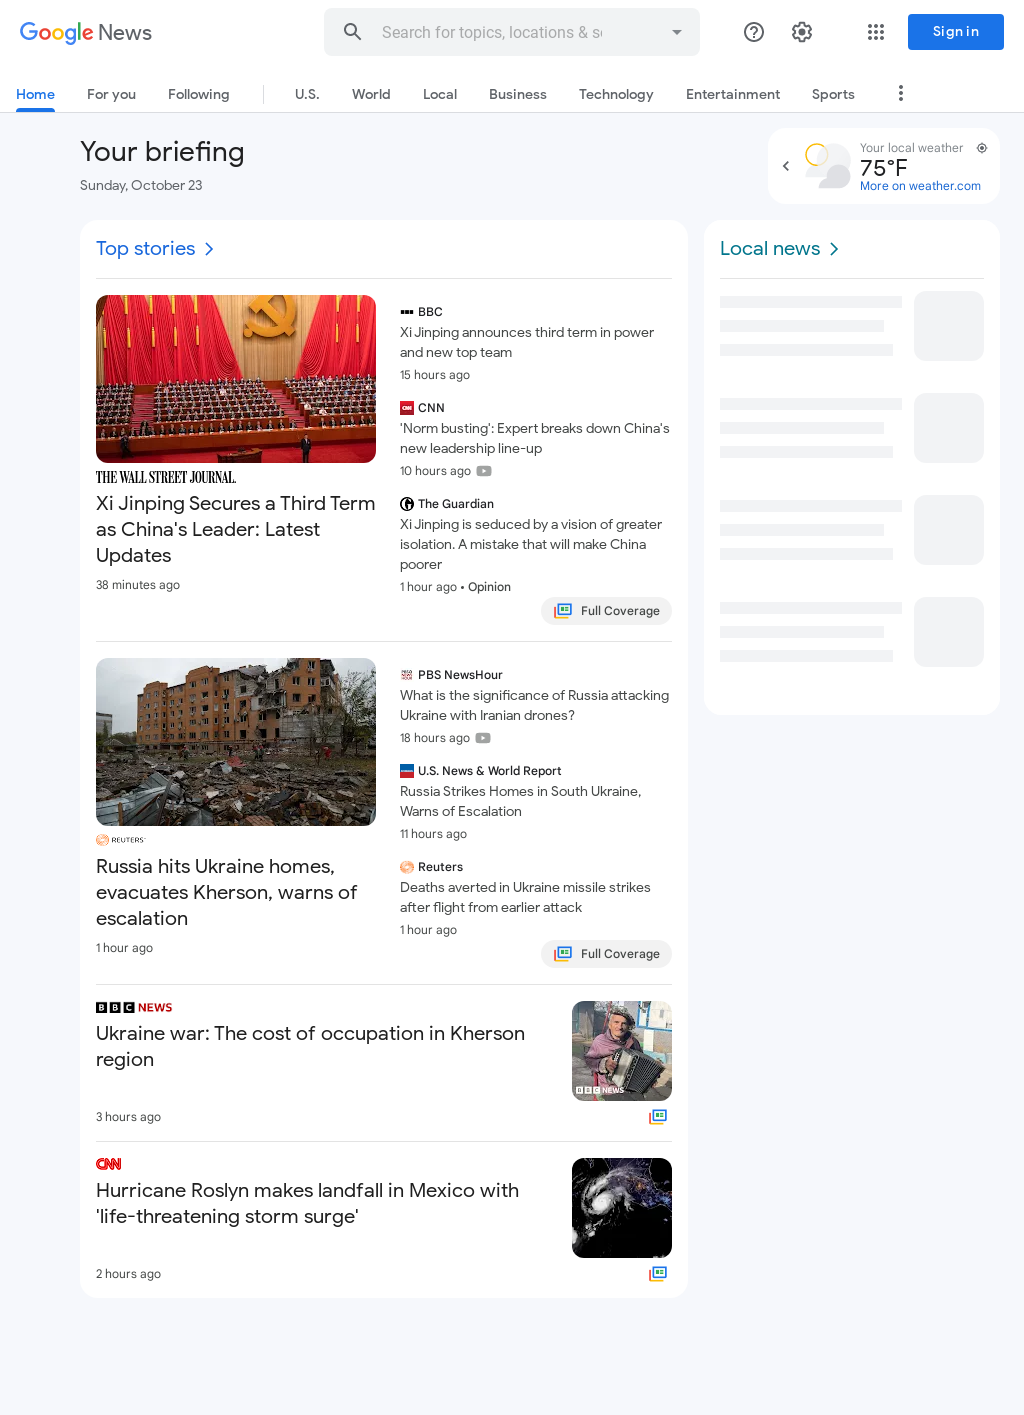 Google News
Search for topics, locations & so
Sign in
Home
For you
Following
U.S.
World
Local
Business
Technology
Entertainment
Sports
Your briefing
Sunday, October 23
Your local weather
75°F
More on weather.com
Top stories
THE WALL STREET JOURNAL.
Xi Jinping Secures a Third Term
as China's Leader: Latest
Updates
38 minutes ago
BBC
Xi Jinping announces third term in power
and new top team
15 hours ago
CNN
'Norm busting': Expert breaks down China's
new leadership line-up
10 hours ago
The Guardian
Xi Jinping is seduced by a vision of greater
isolation. A mistake that will make China
poorer
1 hour ago • Opinion
Full Coverage
REUTERS
Russia hits Ukraine homes,
evacuates Kherson, warns of
escalation
1 hour ago
PBS NewsHour
What is the significance of Russia attacking
Ukraine with Iranian drones?
18 hours ago
U.S. News & World Report
Russia Strikes Homes in South Ukraine,
Warns of Escalation
11 hours ago
Reuters
Deaths averted in Ukraine missile strikes
after flight from earlier attack
1 hour ago
Full Coverage
BBC NEWS
Ukraine war: The cost of occupation in Kherson
region
3 hours ago
BBC NEWS
CNN
Hurricane Roslyn makes landfall in Mexico with
'life-threatening storm surge'
2 hours ago
Local news